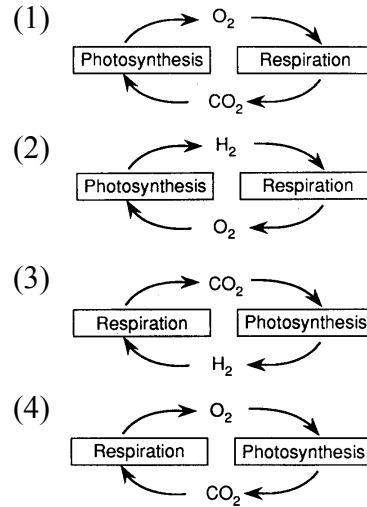 (1)
O₂
Photosynthesis Respiration
CO₂
(2)
H₂
Photosynthesis Respiration
O₂
(3)
CO₂
Respiration Photosynthesis
H₂
(4)
O₂
Respiration Photosynthesis
CO₂